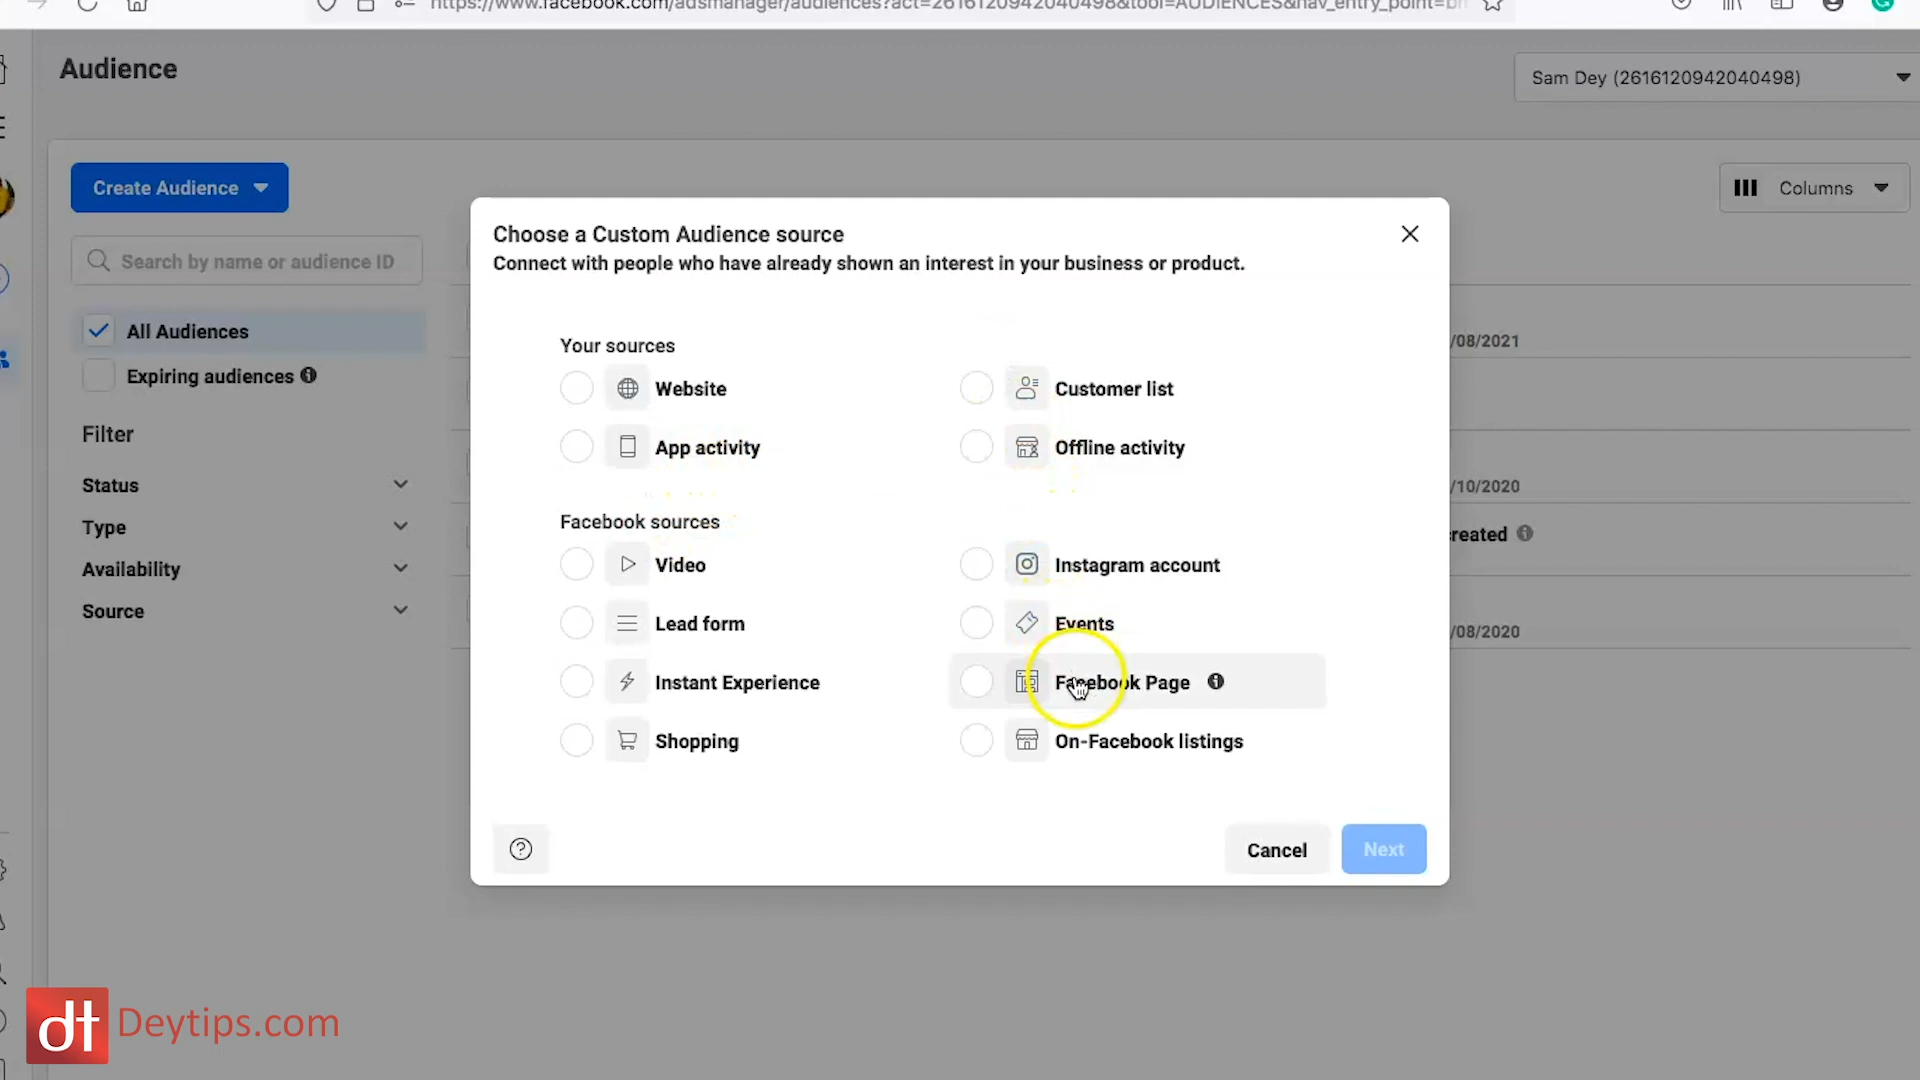 https://www.facebook.com/adsmanager/audiences?act=2616120942040498&tool=AUDIENCES&nav_entry_point=
Audience
Sam Dey (2616120942040498)
Create Audience
Columns
Search by name or audience ID
All Audiences
Expiring audiences
Filter
Status
Type
Availability
Source
Choose a Custom Audience source
Connect with people who have already shown an interest in your business or product.
Your sources
Website
Customer list
App activity
Offline activity
Facebook sources
Video
Instagram account
Lead form
Events
Instant Experience
Facebook Page
Shopping
On-Facebook listings
Cancel
Next
/08/2021
/10/2020
reated
/08/2020
dt Deytips.com